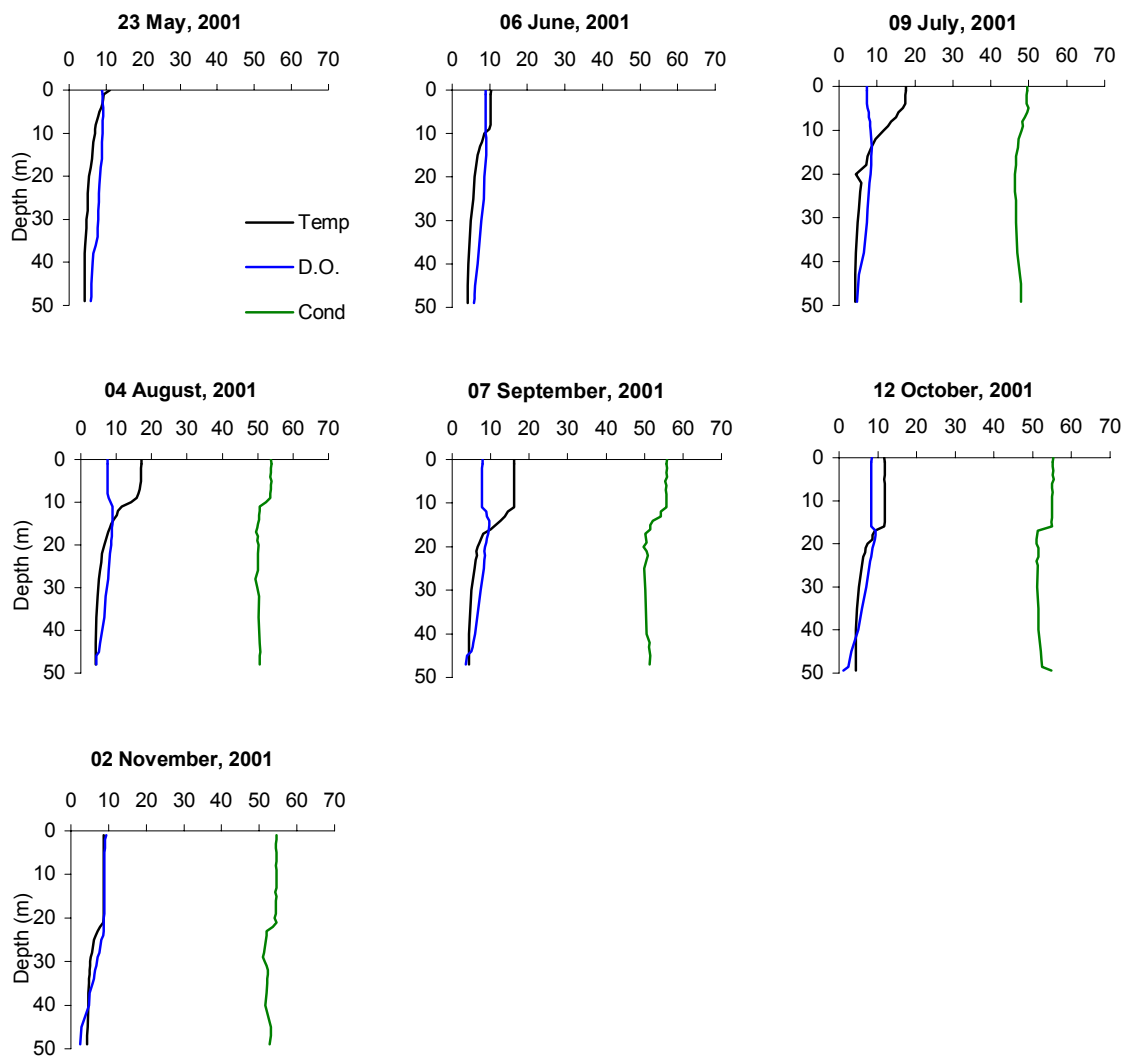 23 May, 2001
0 10 20 30 40 50 60 70
0
10
20
30
40
50
Depth (m)
Temp
D.O.
Cond
06 June, 2001
0 10 20 30 40 50 60 70
0
10
20
30
40
50
09 July, 2001
0 10 20 30 40 50 60 70
0
10
20
30
40
50
04 August, 2001
0 10 20 30 40 50 60 70
0
10
20
30
40
50
Depth (m)
07 September, 2001
0 10 20 30 40 50 60 70
0
10
20
30
40
50
12 October, 2001
0 10 20 30 40 50 60 70
0
10
20
30
40
50
02 November, 2001
0 10 20 30 40 50 60 70
0
10
20
30
40
50
Depth (m)